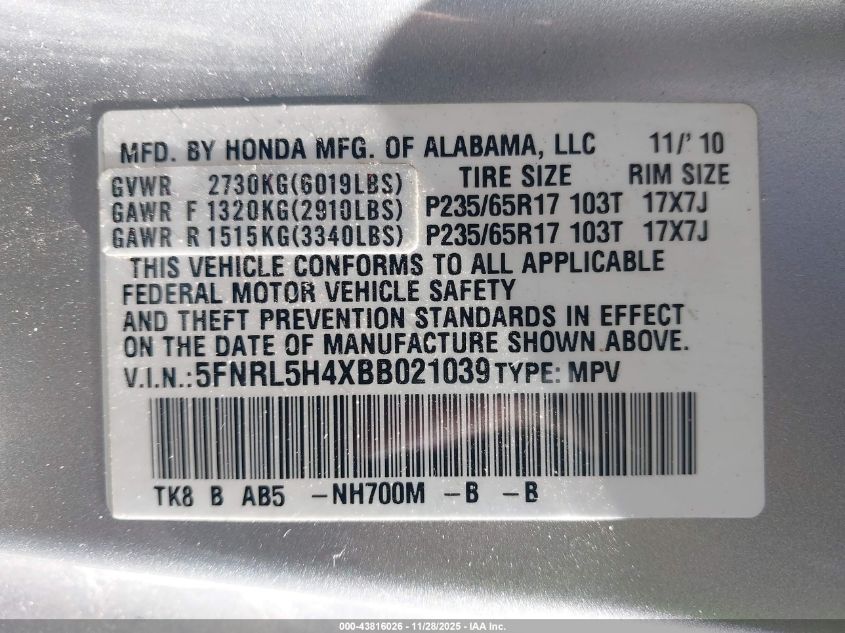 MFD. BY HONDA MFG. OF ALABAMA, LLC 11/' 10
GVWR 2730KG(6019LBS) TIRE SIZE RIM SIZE
GAWR F 1320KG(2910LBS) P235/65R17 103T 17X7J
GAWR R 1515KG(3340LBS) P235/65R17 103T 17X7J
THIS VEHICLE CONFORMS TO ALL APPLICABLE
FEDERAL MOTOR VEHICLE SAFETY
AND THEFT PREVENTION STANDARDS IN EFFECT
ON THE DATE OF MANUFACTURE SHOWN ABOVE.
V.I.N.:5FNRL5H4XBB021039 TYPE: MPV
TK8 B AB5 -NH700M -B -B
000-43816026 - 11/28/2025 - IAA Inc.